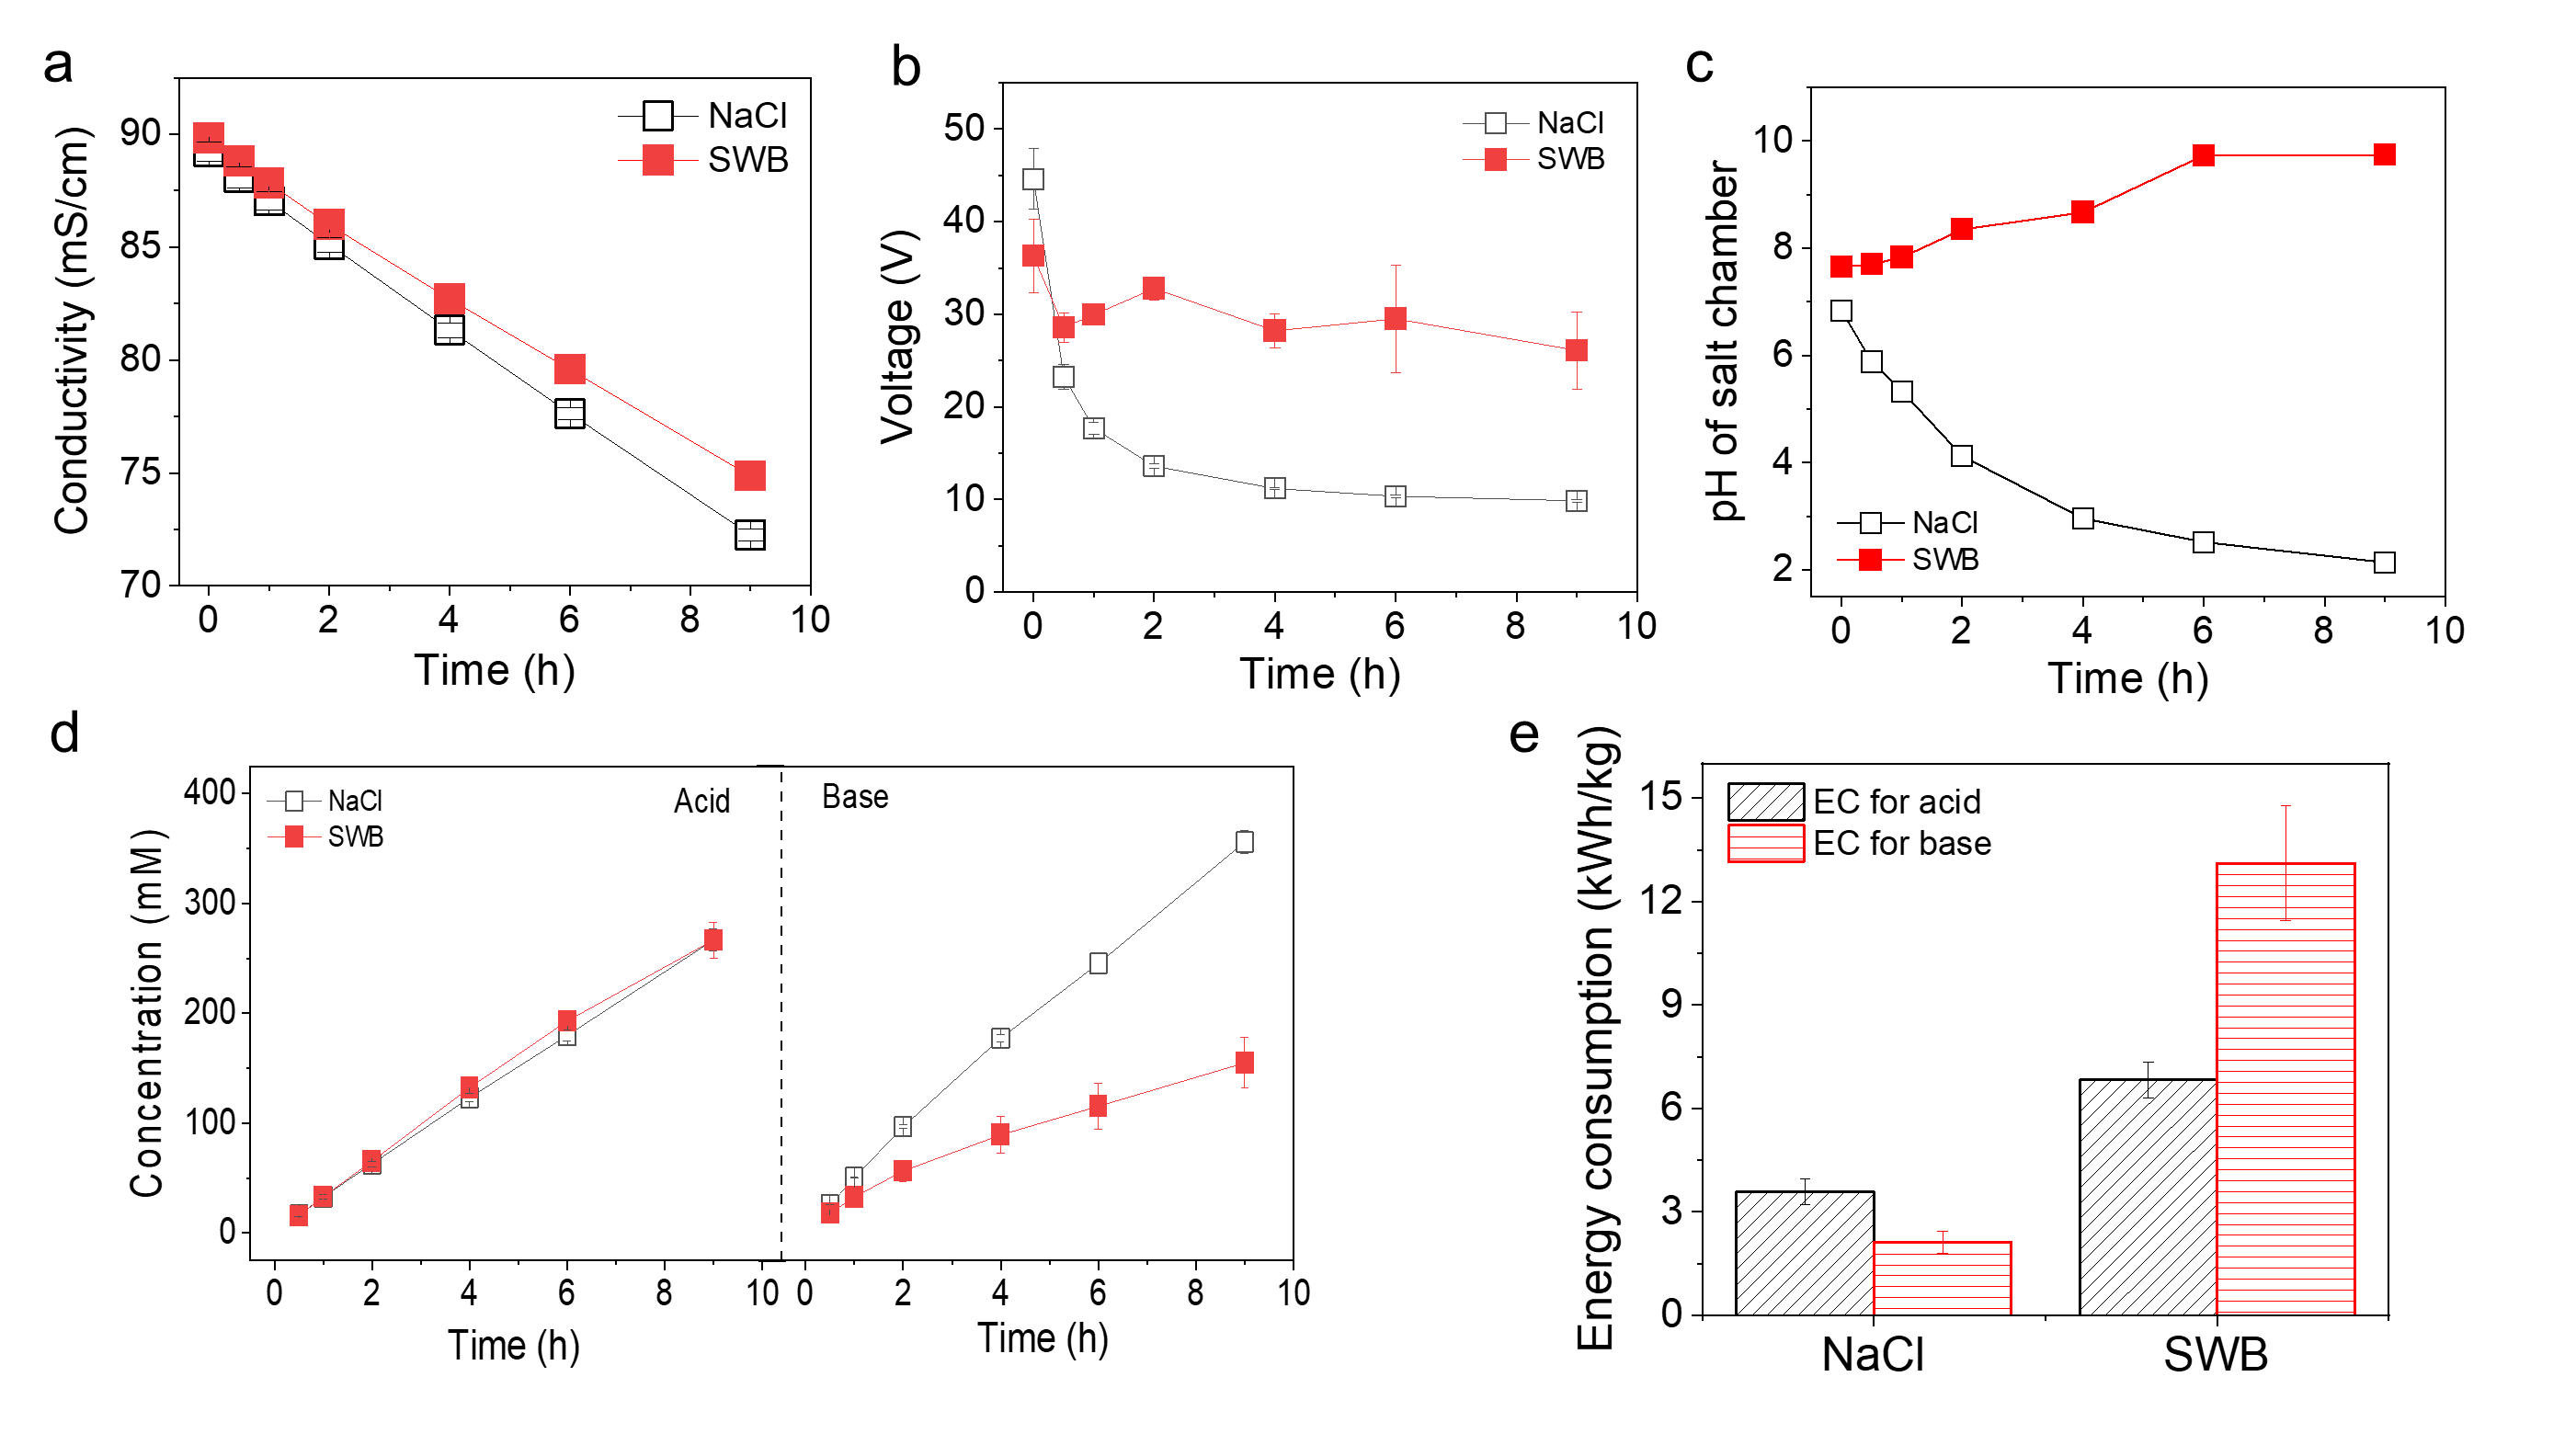 a
Conductivity (mS/cm)
90
85
80
75
70
0 2 4 6 8 10
Time (h)
NaCl
SWB
b
Voltage (V)
50
40
30
20
10
0
0 2 4 6 8 10
Time (h)
NaCl
SWB
c
pH of salt chamber
10
8
6
4
2
0 2 4 6 8 10
Time (h)
NaCl
SWB
d
Concentration (mM)
400
300
200
100
0
NaCl
SWB
Acid
Base
0 2 4 6 8 10 0 2 4 6 8 10
Time (h)
Time (h)
e
Energy consumption (kWh/kg)
15
12
9
6
3
0
EC for acid
EC for base
NaCl
SWB